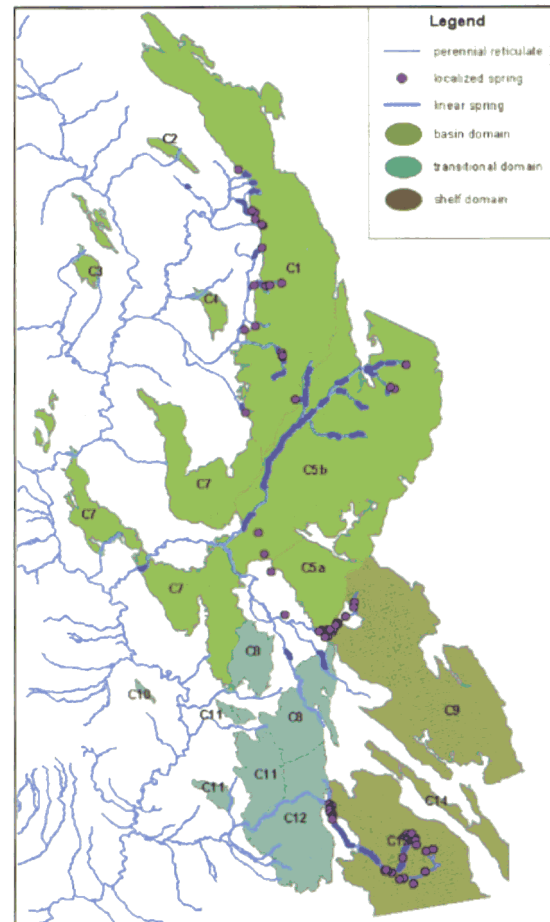 Legend
perennial reticulate
localized spring
linear spring
basin domain
transitional domain
shelf domain
C2
C1
C3
C4
C5b
C7
C7
C5a
C7
C8
C10
C9
C11
C8
C11
C11
C14
C12